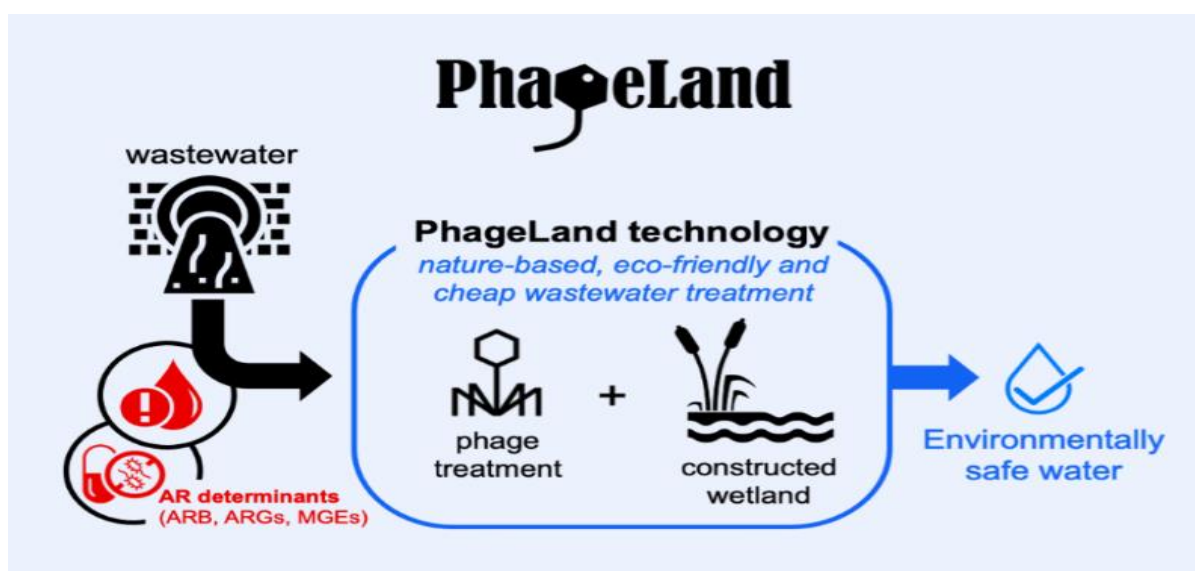 PhageLand
wastewater
PhageLand technology
nature-based, eco-friendly and
cheap wastewater treatment
phage
treatment
+
constructed
wetland
AR determinants
(ARB, ARGs, MGEs)
Environmentally
safe water